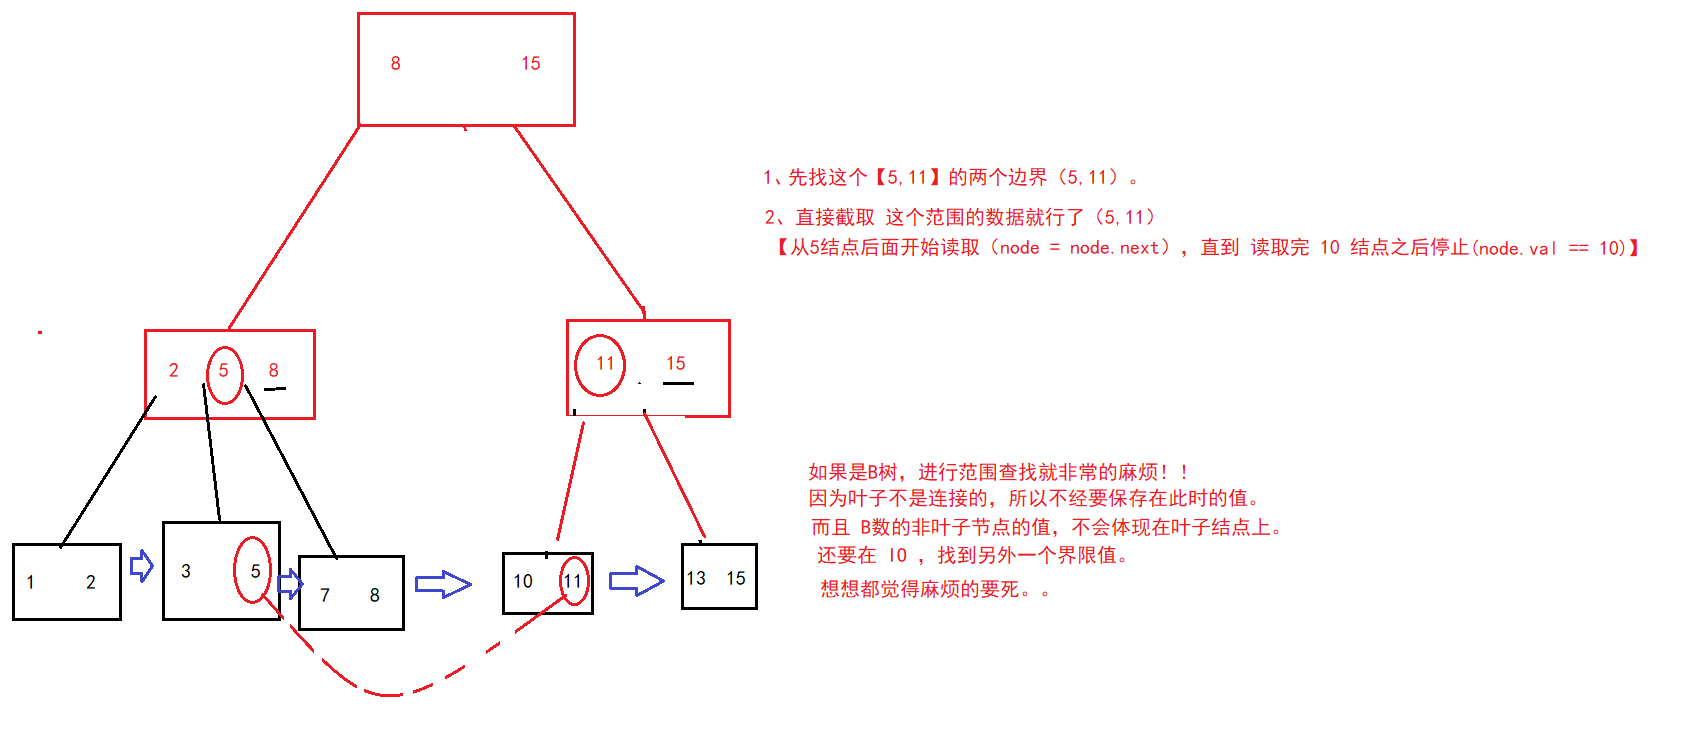 8 15
1、先找这个【5,11】的两个边界（5,11）。
2、直接截取 这个范围的数据就行了（5,11）
【从5结点后面开始读取（node = node.next），直到 读取完 10 结点之后停止(node.val == 10)】
2 5 8
11 15
如果是B树，进行范围查找就非常的麻烦！！
因为叶子不是连接的，所以不经要保存在此时的值。
而且 B数的非叶子节点的值，不会体现在叶子结点上。
还要在 IO ，找到另外一个界限值。
想想都觉得麻烦的要死。。
1 2
3 5
7 8
10 11
13 15